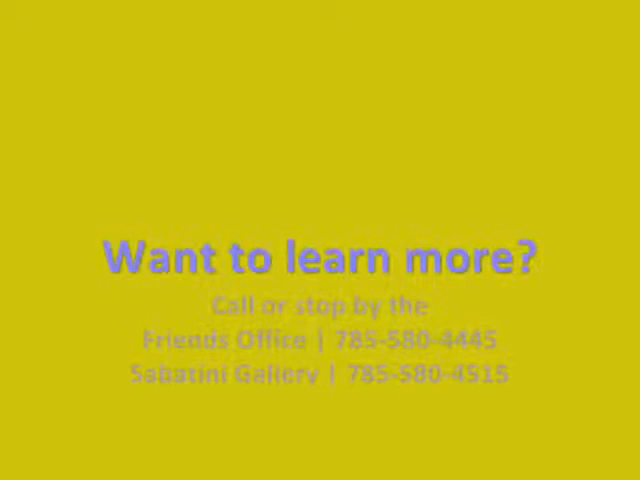 Want to learn more?
Call or stop by the
Friends Office | 785-580-4445
Sabatini Gallery | 785-580-4515